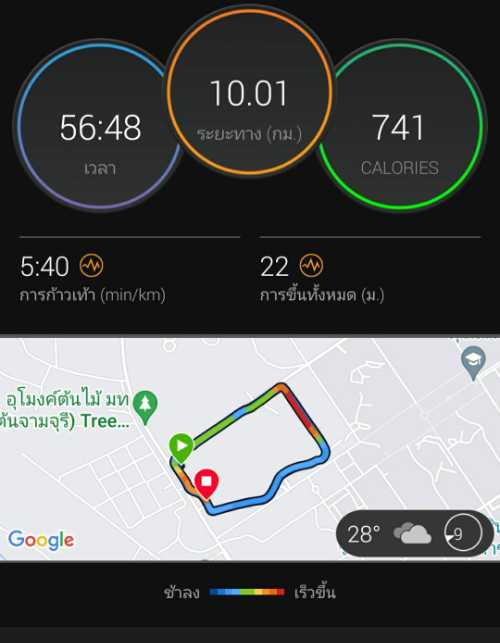 10.01
ระยะทาง (กม.)
56:48
เวลา
741
CALORIES
5:40
การก้าวเท้า (min/km)
22
การขึ้นทั้งหมด (ม.)
อุโมงค์ต้นไม้ มท
ต้นจามจุรี) Tree...
Google
28°
9
ช้าลง
เร็วขึ้น